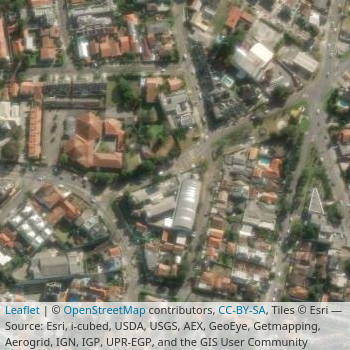 Leaflet | © OpenStreetMap contributors, CC-BY-SA, Tiles © Esri —
Source: Esri, i-cubed, USDA, USGS, AEX, GeoEye, Getmapping,
Aerogrid, IGN, IGP, UPR-EGP, and the GIS User Community